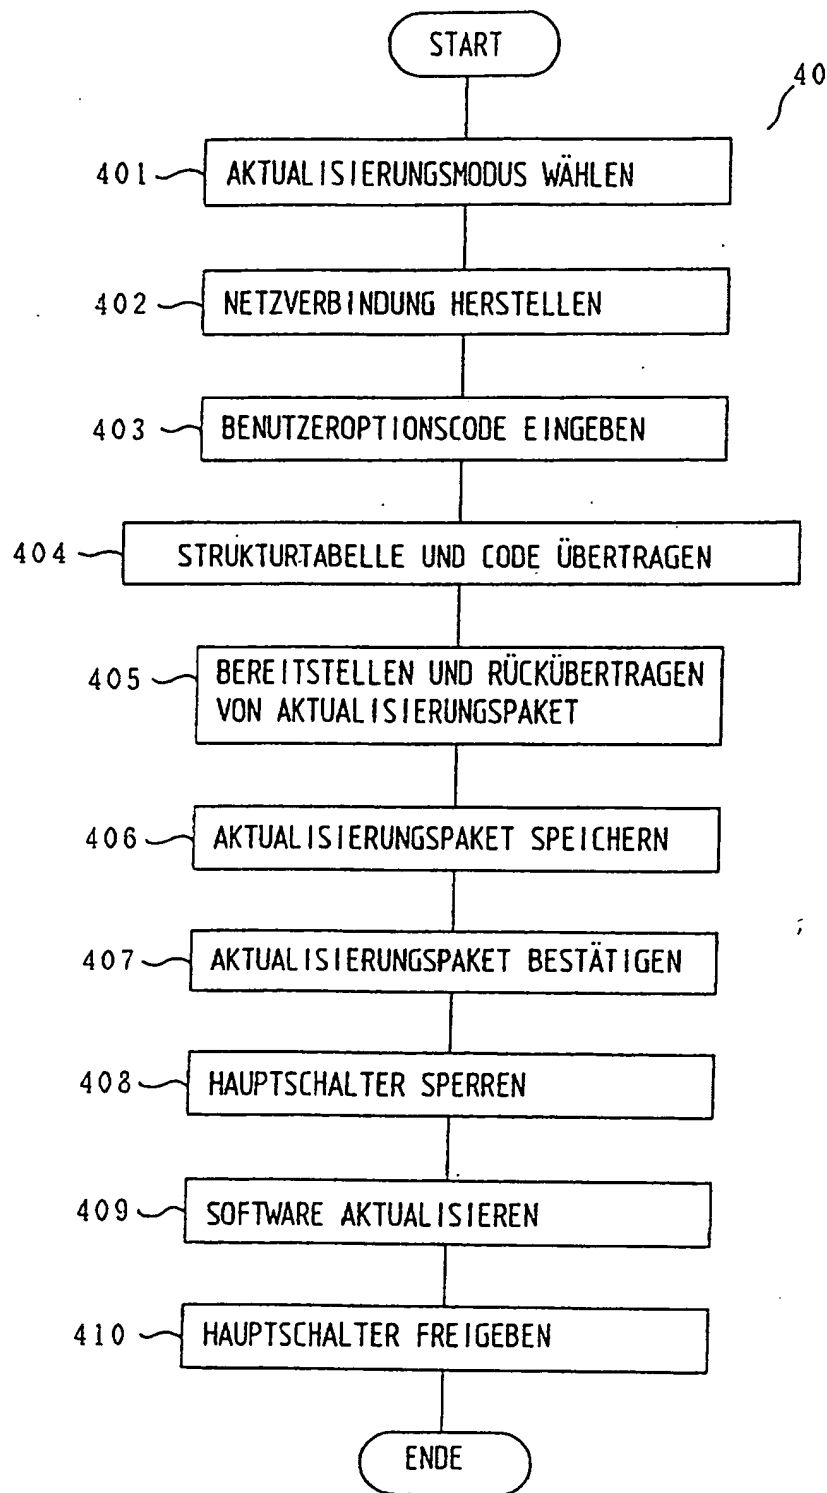 START
40
401 AKTUALISIERUNGSMODUS WÄHLEN
402 NETZVERBINDUNG HERSTELLEN
403 BENUTZEROPTIONSCODE EINGEBEN
404 STRUKTURTABELLE UND CODE ÜBERTRAGEN
405 BEREITSTELLEN UND RÜCKÜBERTRAGEN
VON AKTUALISIERUNGSPAKET
406 AKTUALISIERUNGSPAKET SPEICHERN
407 AKTUALISIERUNGSPAKET BESTÄTIGEN
408 HAUPTSCHALTER SPERREN
409 SOFTWARE AKTUALISIEREN
410 HAUPTSCHALTER FREIGEBEN
ENDE